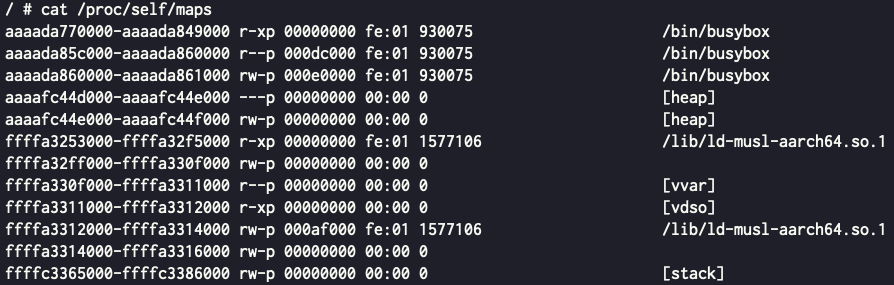 / # cat /proc/self/maps
aaaada770000-aaaada849000 r-xp 00000000 fe:01 930075 /bin/busybox
aaaada85c000-aaaada860000 r--p 000dc000 fe:01 930075 /bin/busybox
aaaada860000-aaaada861000 rw-p 000e0000 fe:01 930075 /bin/busybox
aaaafc44d000-aaaafc44e000 ---p 00000000 00:00 0 [heap]
aaaafc44e000-aaaafc44f000 rw-p 00000000 00:00 0 [heap]
ffffa3253000-ffffa32f5000 r-xp 00000000 fe:01 1577106 /lib/ld-musl-aarch64.so.1
ffffa32ff000-ffffa330f000 rw-p 00000000 00:00 0
ffffa330f000-ffffa3311000 r--p 00000000 00:00 0 [vvar]
ffffa3311000-ffffa3312000 r-xp 00000000 00:00 0 [vdso]
ffffa3312000-ffffa3314000 rw-p 000af000 fe:01 1577106 /lib/ld-musl-aarch64.so.1
ffffa3314000-ffffa3316000 rw-p 00000000 00:00 0
ffffc3365000-ffffc3386000 rw-p 00000000 00:00 0 [stack]